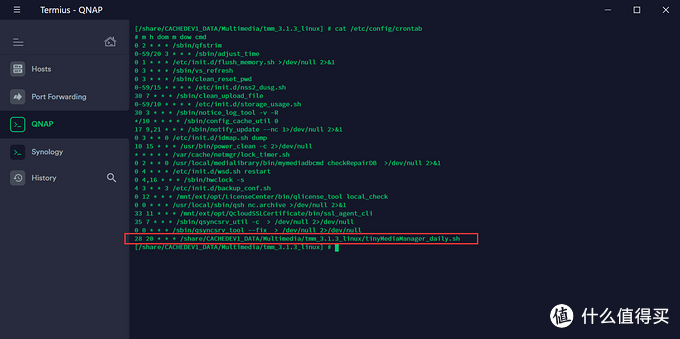 Termius - QNAP
Hosts
Port Forwarding
QNAP
Synology
History
[/share/CACHEDEV1_DATA/Multimedia/tmm_3.1.3_linux] # cat /etc/config/crontab
# m h dom m dow cmd
0 2 * * * /sbin/qfstrim
0-59/20 3 * * * /sbin/adjust_time
0 1 * * * /etc/init.d/flush_memory.sh >/dev/null 2>&1
0 3 * * * /sbin/vs_refresh
0 3 * * * /sbin/clean_reset_pwd
0-59/15 * * * * /etc/init.d/nss2_dusg.sh
30 7 * * * /sbin/clean_upload_file
0-59/10 * * * * /etc/init.d/storage_usage.sh
30 3 * * * /sbin/notice_log_tool -v -R
*/10 * * * * /sbin/config_cache_util 0
17 9,21 * * * /sbin/notify_update --nc 1>/dev/null 2>&1
0 3 * * 0 /etc/init.d/idmap.sh dump
10 15 * * * /usr/bin/power_clean -c 2>/dev/null
* * * * * /var/cache/netmgr/lock_timer.sh
0 2 * * 0 /usr/local/medialibrary/bin/mymediadbcmd checkRepairDB >/dev/null 2>&1
0 4 * * * /etc/init.d/wsd.sh restart
0 4,16 * * * /sbin/hwclock -s
4 3 * * 3 /etc/init.d/backup_conf.sh
0 12 * * * /mnt/ext/opt/LicenseCenter/bin/qlicense_tool local_check
0 0 * * * /usr/local/sbin/qsh nc.archive >/dev/null 2>&1
33 11 * * * /mnt/ext/opt/QcloudSSLCertificate/bin/ssl_agent_cli
35 7 * * * /sbin/qsyncsrv_util -c > /dev/null 2>/dev/null
0 0 * * * /sbin/qsyncsrv_tool --fix > /dev/null 2>/dev/null
28 20 * * * /share/CACHEDEV1_DATA/Multimedia/tmm_3.1.3_linux/tinyMediaManager_daily.sh
[/share/CACHEDEV1_DATA/Multimedia/tmm_3.1.3_linux] #
值 什么值得买